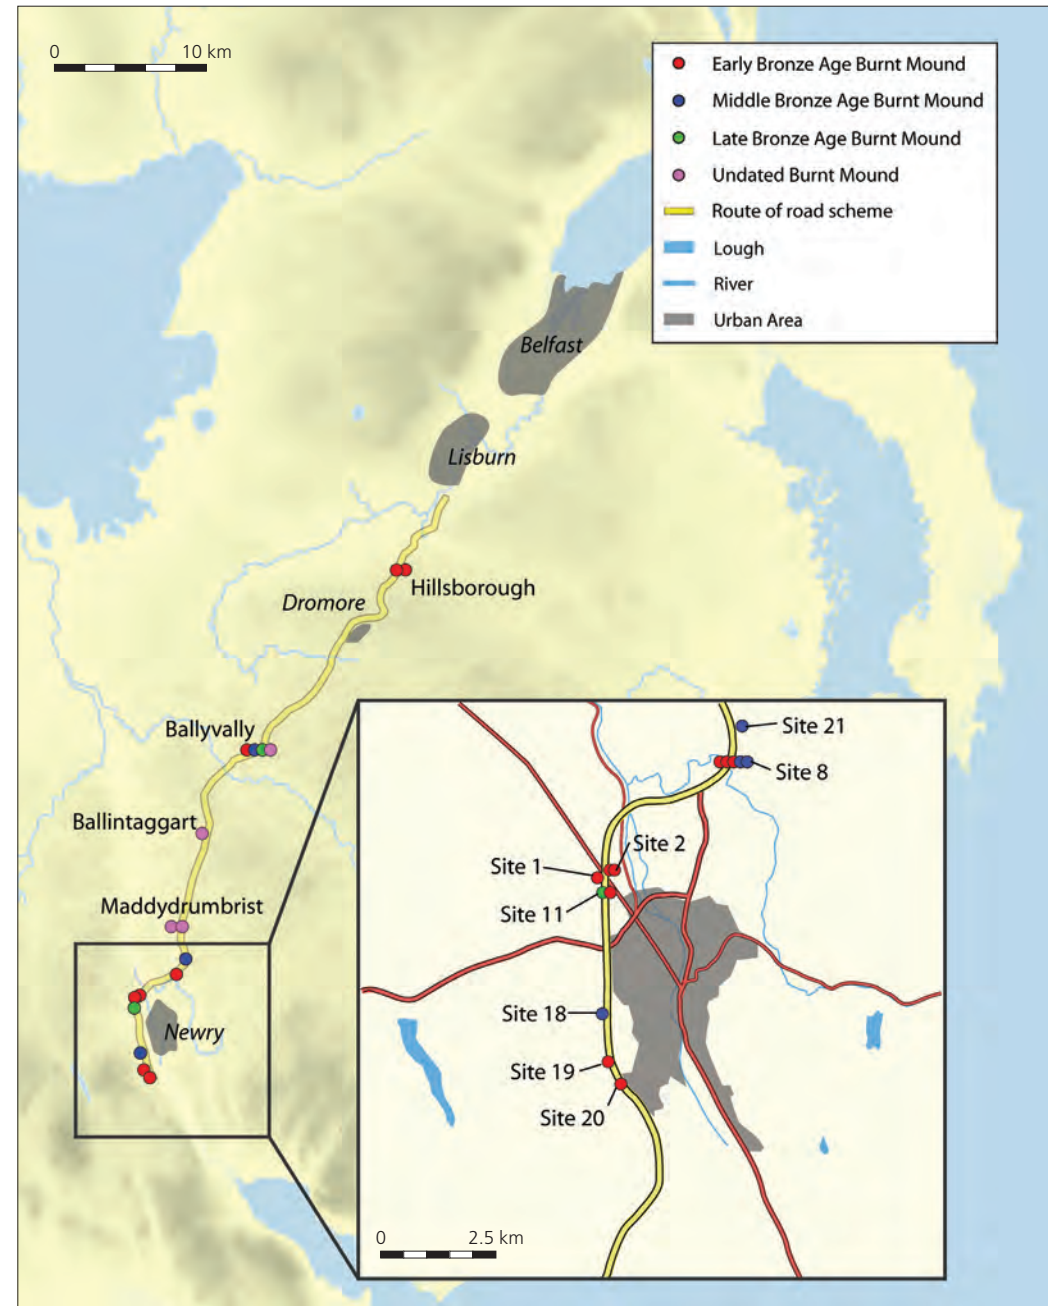 0 10 km
Early Bronze Age Burnt Mound
Middle Bronze Age Burnt Mound
Late Bronze Age Burnt Mound
Undated Burnt Mound
Route of road scheme
Lough
River
Urban Area
Belfast
Lisburn
Hillsborough
Dromore
Ballyvally
Ballintaggart
Maddydrumbrist
Newry
Site 21
Site 8
Site 2
Site 1
Site 11
Site 18
Site 19
Site 20
0 2.5 km